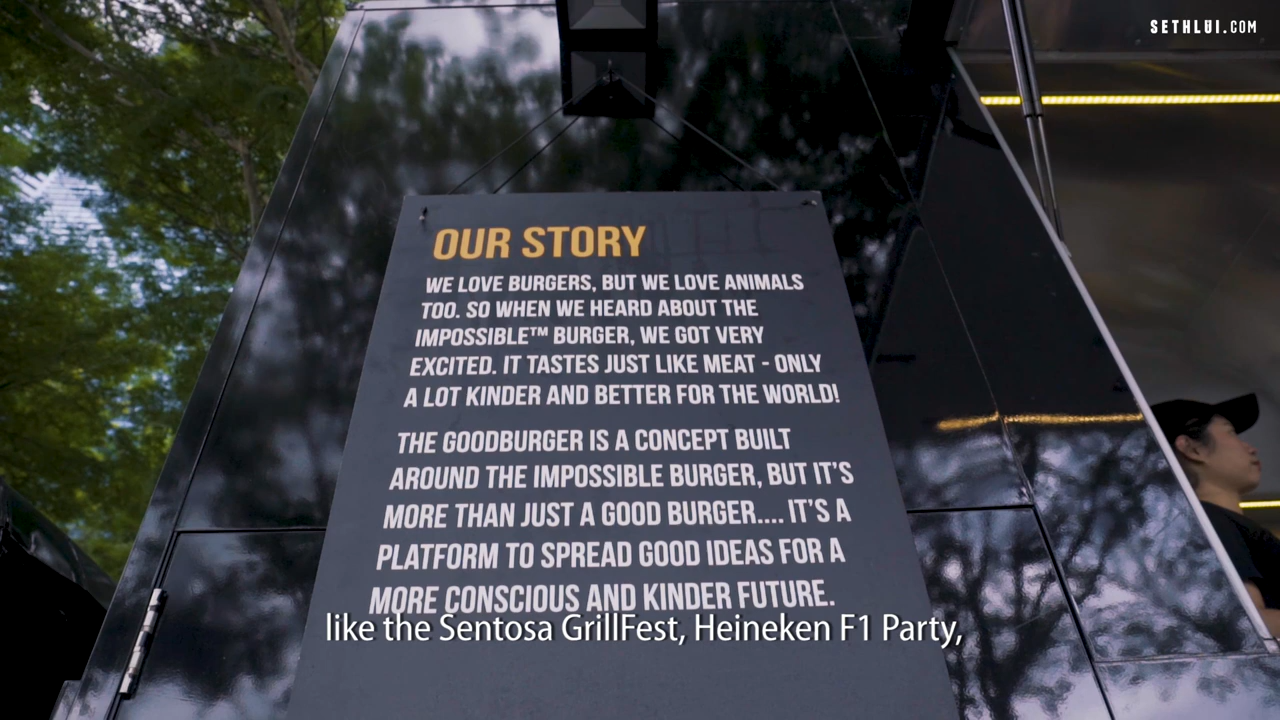 SETHLUI.COM
OUR STORY
WE LOVE BURGERS, BUT WE LOVE ANIMALS
TOO. SO WHEN WE HEARD ABOUT THE
IMPOSSIBLE™ BURGER, WE GOT VERY
EXCITED. IT TASTES JUST LIKE MEAT - ONLY
A LOT KINDER AND BETTER FOR THE WORLD!
THE GOODBURGER IS A CONCEPT BUILT
AROUND THE IMPOSSIBLE BURGER, BUT IT'S
MORE THAN JUST A GOOD BURGER.... IT'S A
PLATFORM TO SPREAD GOOD IDEAS FOR A
MORE CONSCIOUS AND KINDER FUTURE.
like the Sentosa GrillFest, Heineken F1 Party,